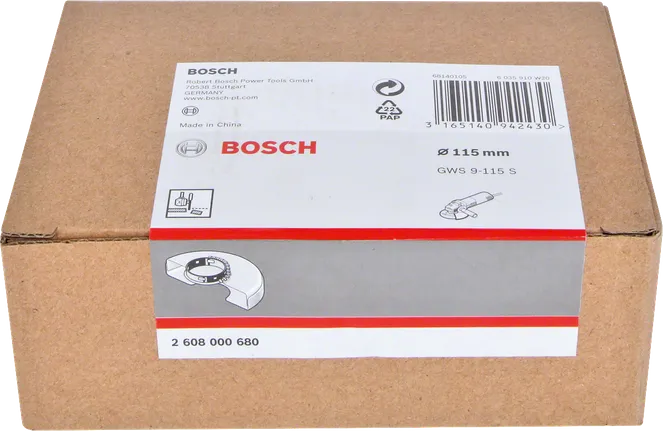 BOSCH
Robert Bosch Power Tools GmbH
70538 Stuttgart
GERMANY
www.bosch-pt.com
Made in China
22
PAP
3 165140 942430 >
BOSCH
Ø 115 mm
GWS 9-115 S
2 608 000 680